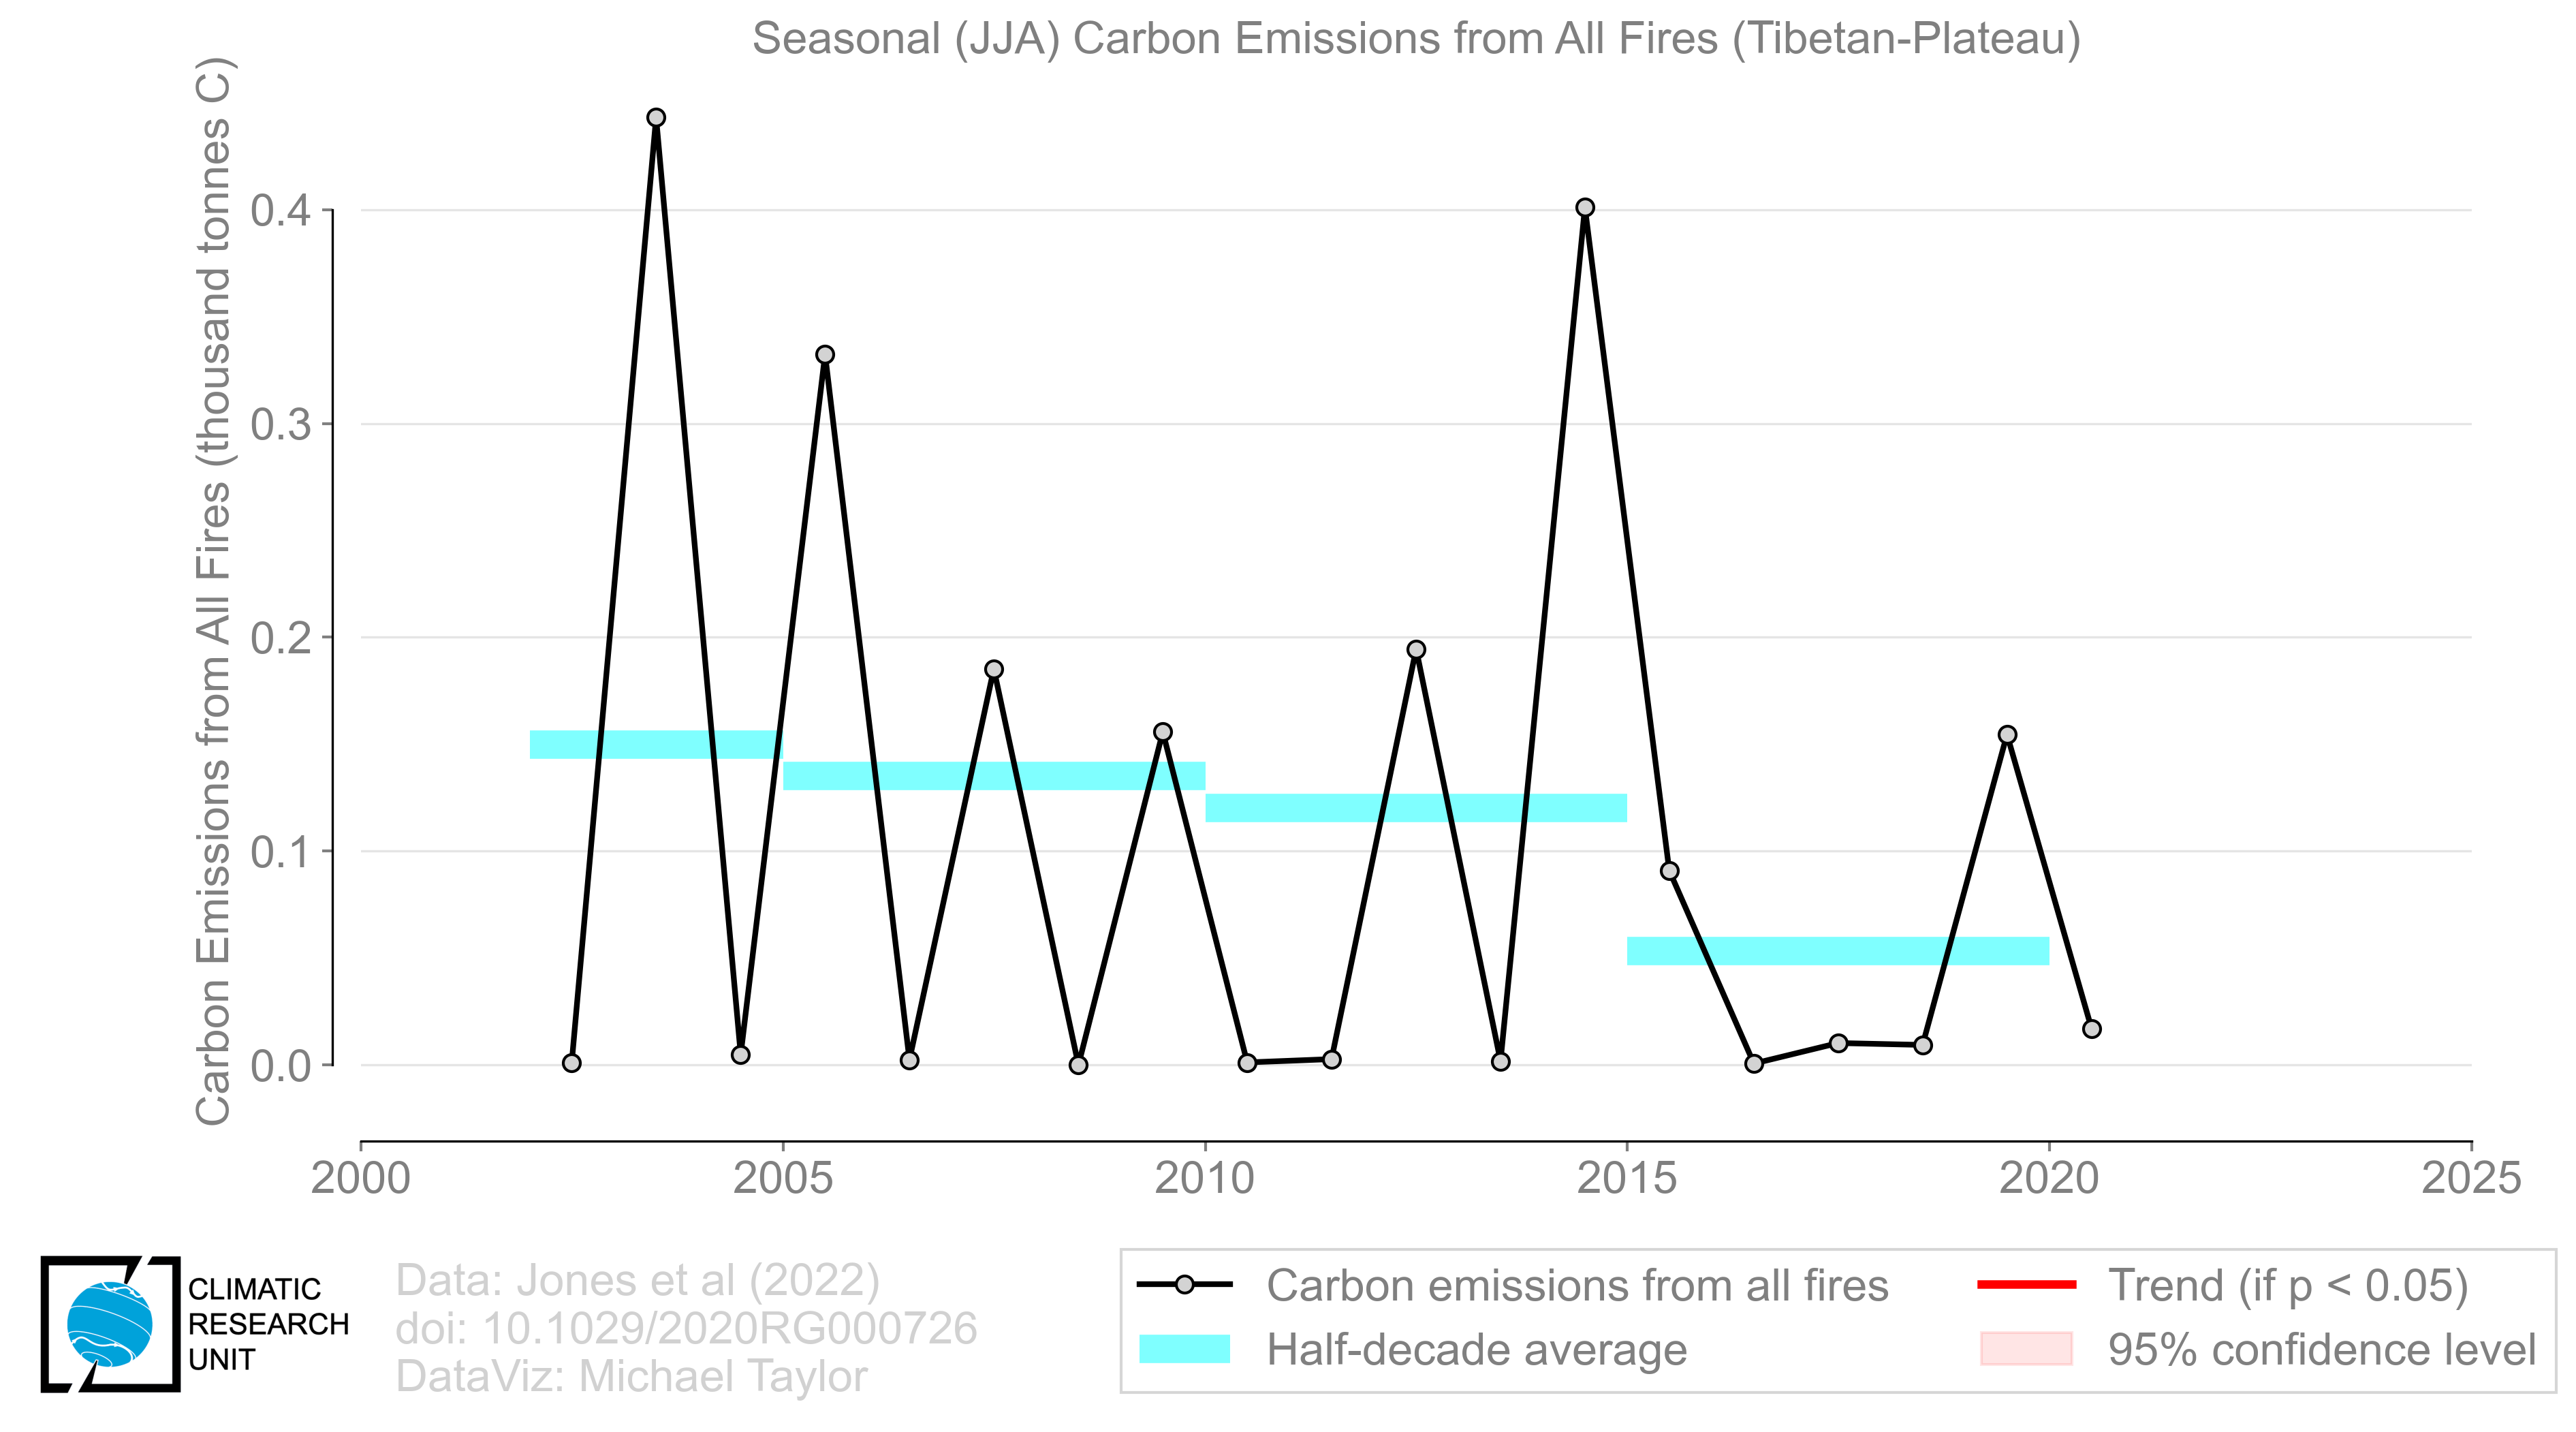 Seasonal (JJA) Carbon Emissions from All Fires (Tibetan-Plateau)
Carbon Emissions from All Fires (thousand tonnes C)
0.4
0.3
0.2
0.1
0.0
2000 2005 2010 2015 2020 2025
CLIMATIC
RESEARCH
UNIT
Data: Jones et al (2022)
doi: 10.1029/2020RG000726
DataViz: Michael Taylor
Carbon emissions from all fires
Half-decade average
Trend (if p < 0.05)
95% confidence level